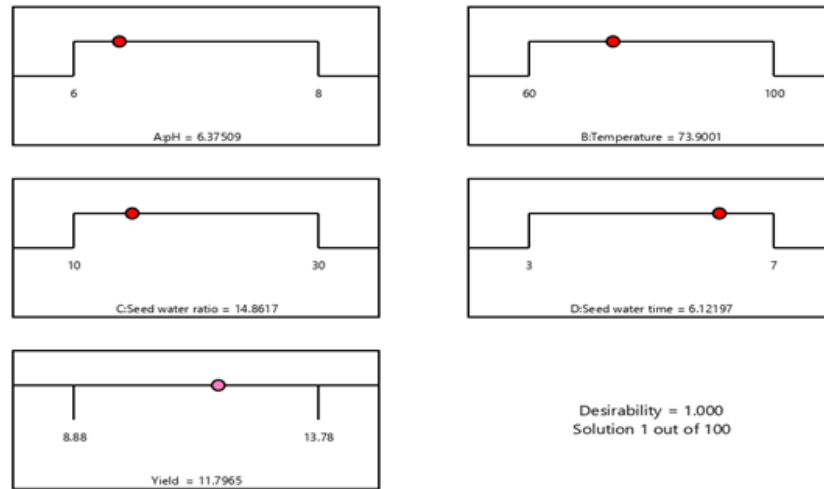 6 8
A:pH = 6.37509
60 100
B:Temperature = 73.9001
10 30
C:Seed water ratio = 14.8617
3 7
D:Seed water time = 6.12197
8.88 13.78
Yield = 11.7965
Desirability = 1.000
Solution 1 out of 100